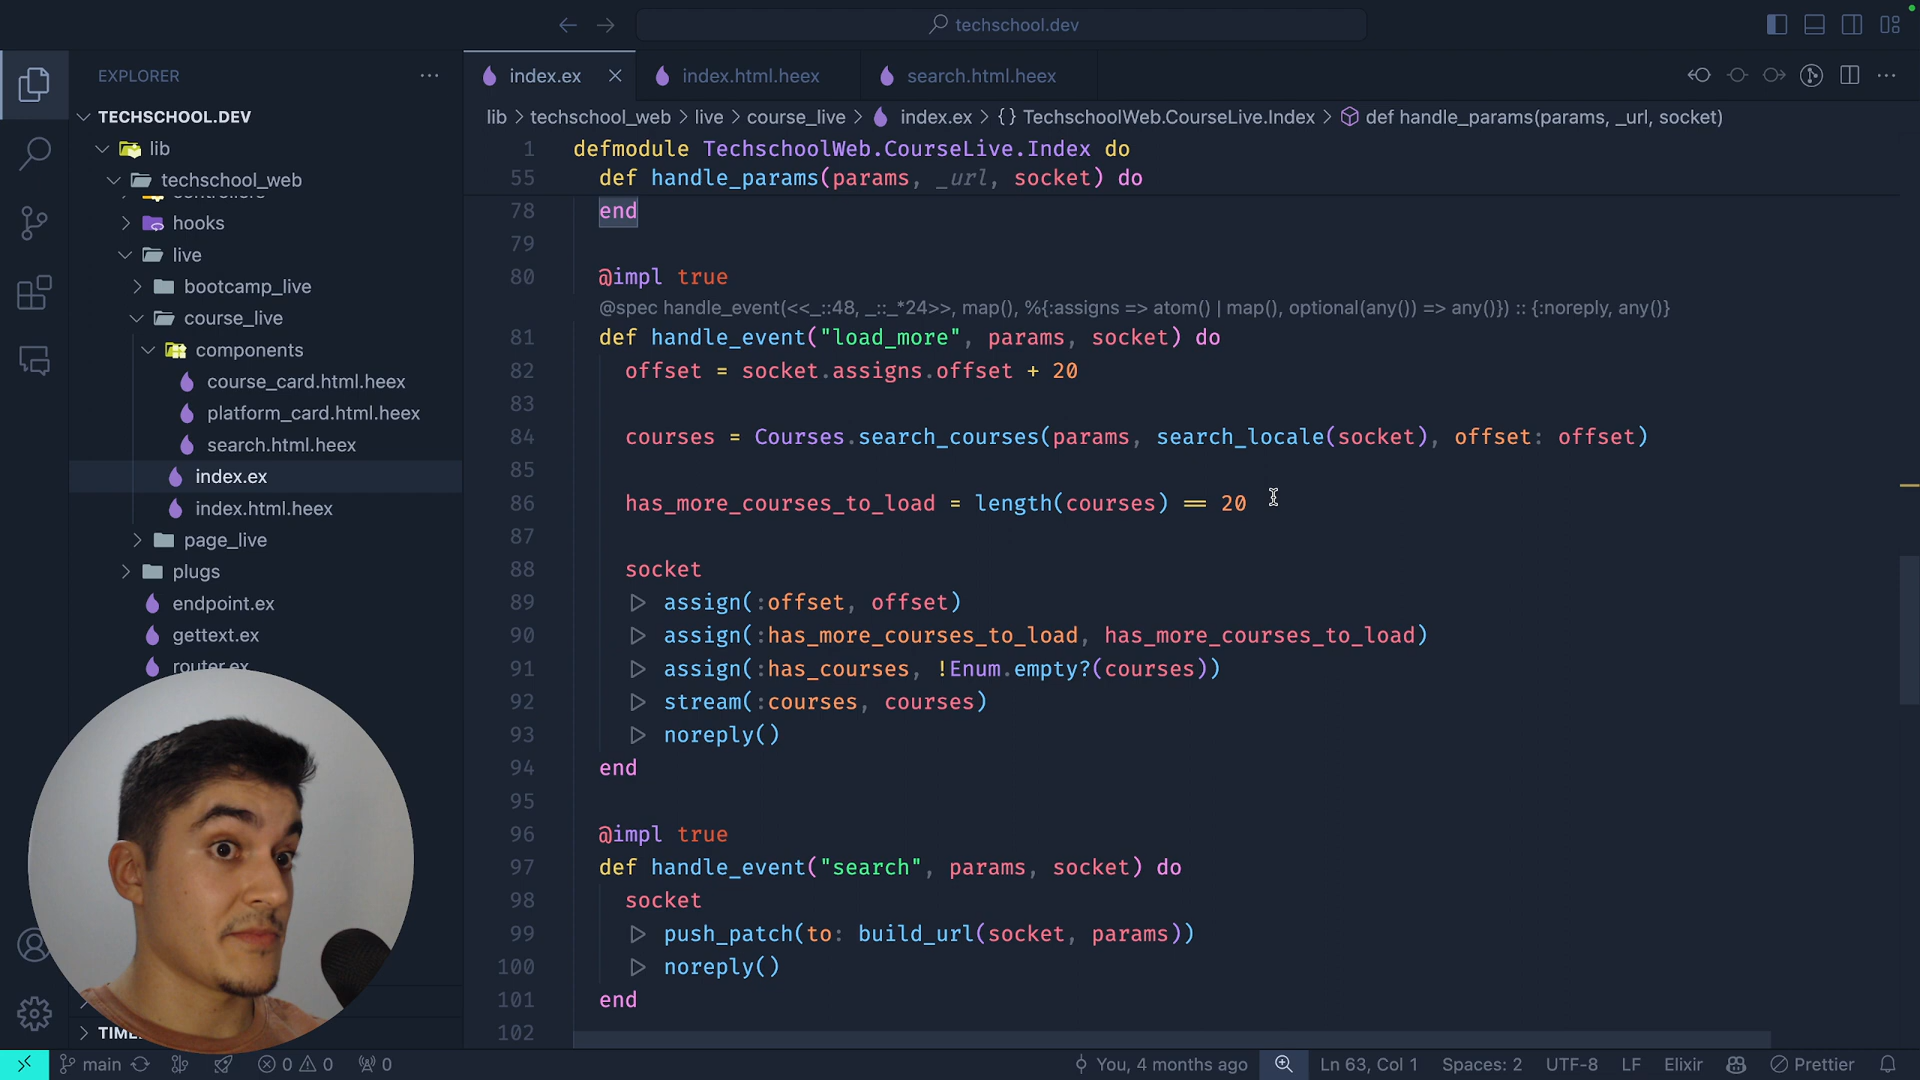 techschool.dev
EXPLORER
index.ex
index.html.heex
search.html.heex
lib > techschool_web > live > course_live > index.ex > {} TechschoolWeb.CourseLive.Index > def handle_params(params, _url, socket)
TECHSCHOOL.DEV
lib
techschool_web
controllers
hooks
live
bootcamp_live
course_live
components
course_card.html.heex
platform_card.html.heex
search.html.heex
index.ex
index.html.heex
page_live
plugs
endpoint.ex
gettext.ex
router.ex
1 defmodule TechschoolWeb.CourseLive.Index do
55 def handle_params(params, _url, socket) do
78 end
79
80 @impl true
@spec handle_event(<<_::48, _::_*24>>, map(), %{:assigns => atom() | map(), optional(any()) => any()}) :: {:noreply, any()}
81 def handle_event("load_more", params, socket) do
82 offset = socket.assigns.offset + 20
83
84 courses = Courses.search_courses(params, search_locale(socket), offset: offset)
85
86 has_more_courses_to_load = length(courses) == 20
87
88 socket
89 |> assign(:offset, offset)
90 |> assign(:has_more_courses_to_load, has_more_courses_to_load)
91 |> assign(:has_courses, !Enum.empty?(courses))
92 |> stream(:courses, courses)
93 |> noreply()
94 end
95
96 @impl true
97 def handle_event("search", params, socket) do
98 socket
99 |> push_patch(to: build_url(socket, params))
100 |> noreply()
101 end
102
main
0 0
0
You, 4 months ago
Ln 63, Col 1
Spaces: 2
UTF-8
LF
Elixir
Prettier